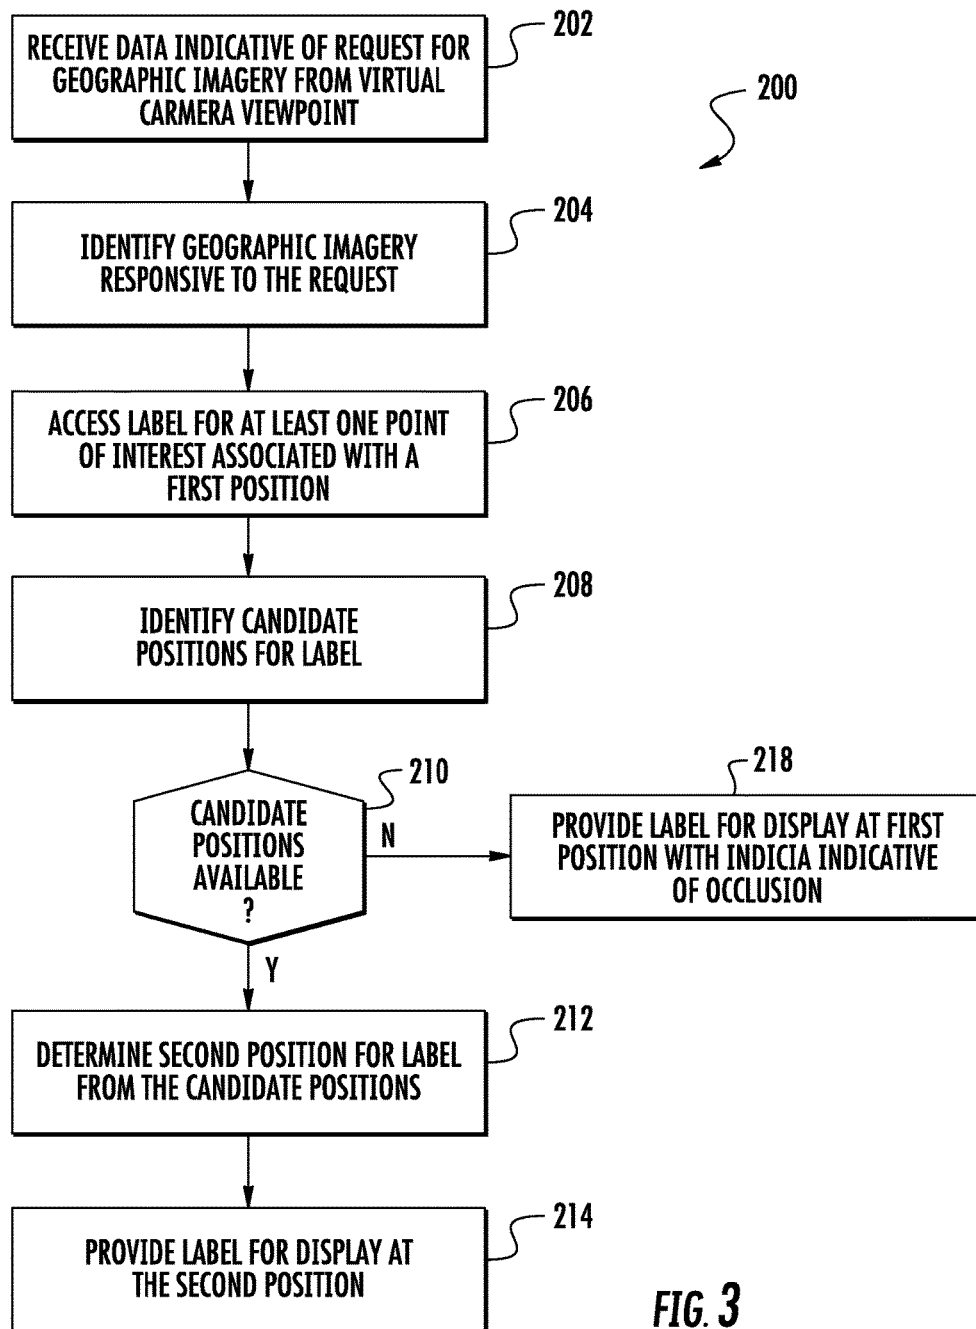 202
RECEIVE DATA INDICATIVE OF REQUEST FOR
GEOGRAPHIC IMAGERY FROM VIRTUAL
CARMERA VIEWPOINT
200
204
IDENTIFY GEOGRAPHIC IMAGERY
RESPONSIVE TO THE REQUEST
206
ACCESS LABEL FOR AT LEAST ONE POINT
OF INTEREST ASSOCIATED WITH A
FIRST POSITION
208
IDENTIFY CANDIDATE
POSITIONS FOR LABEL
210
CANDIDATE
POSITIONS
AVAILABLE
?
N
218
PROVIDE LABEL FOR DISPLAY AT FIRST
POSITION WITH INDICIA INDICATIVE
OF OCCLUSION
Y
212
DETERMINE SECOND POSITION FOR LABEL
FROM THE CANDIDATE POSITIONS
214
PROVIDE LABEL FOR DISPLAY AT
THE SECOND POSITION
FIG. 3